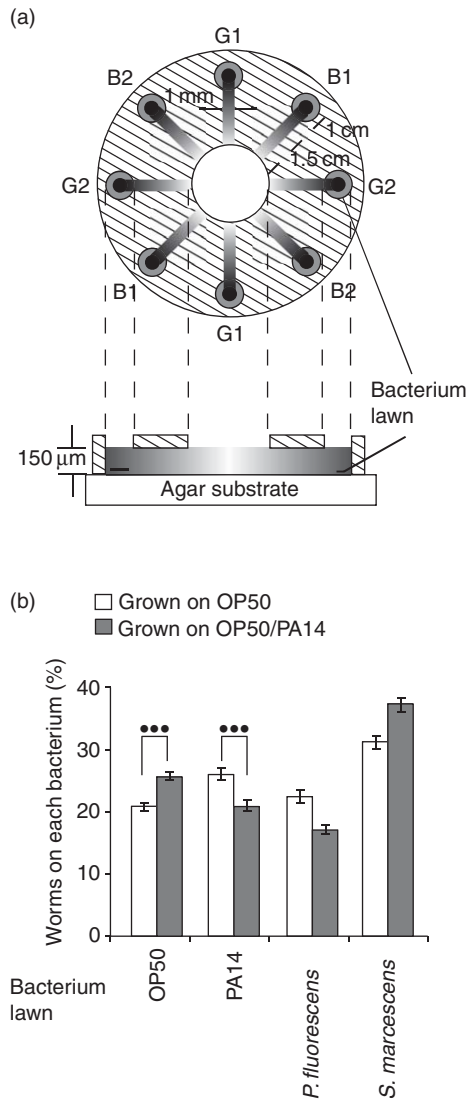 (a)
G1
B2
B1
1 mm
1 cm
1.5 cm
G2
G2
B1
B2
G1
Bacterium
lawn
150 µm
Agar substrate
(b)
Grown on OP50
Grown on OP50/PA14
Worms on each bacterium (%)
40
30
20
10
0
Bacterium
lawn
OP50
PA14
P. fluorescens
S. marcescens